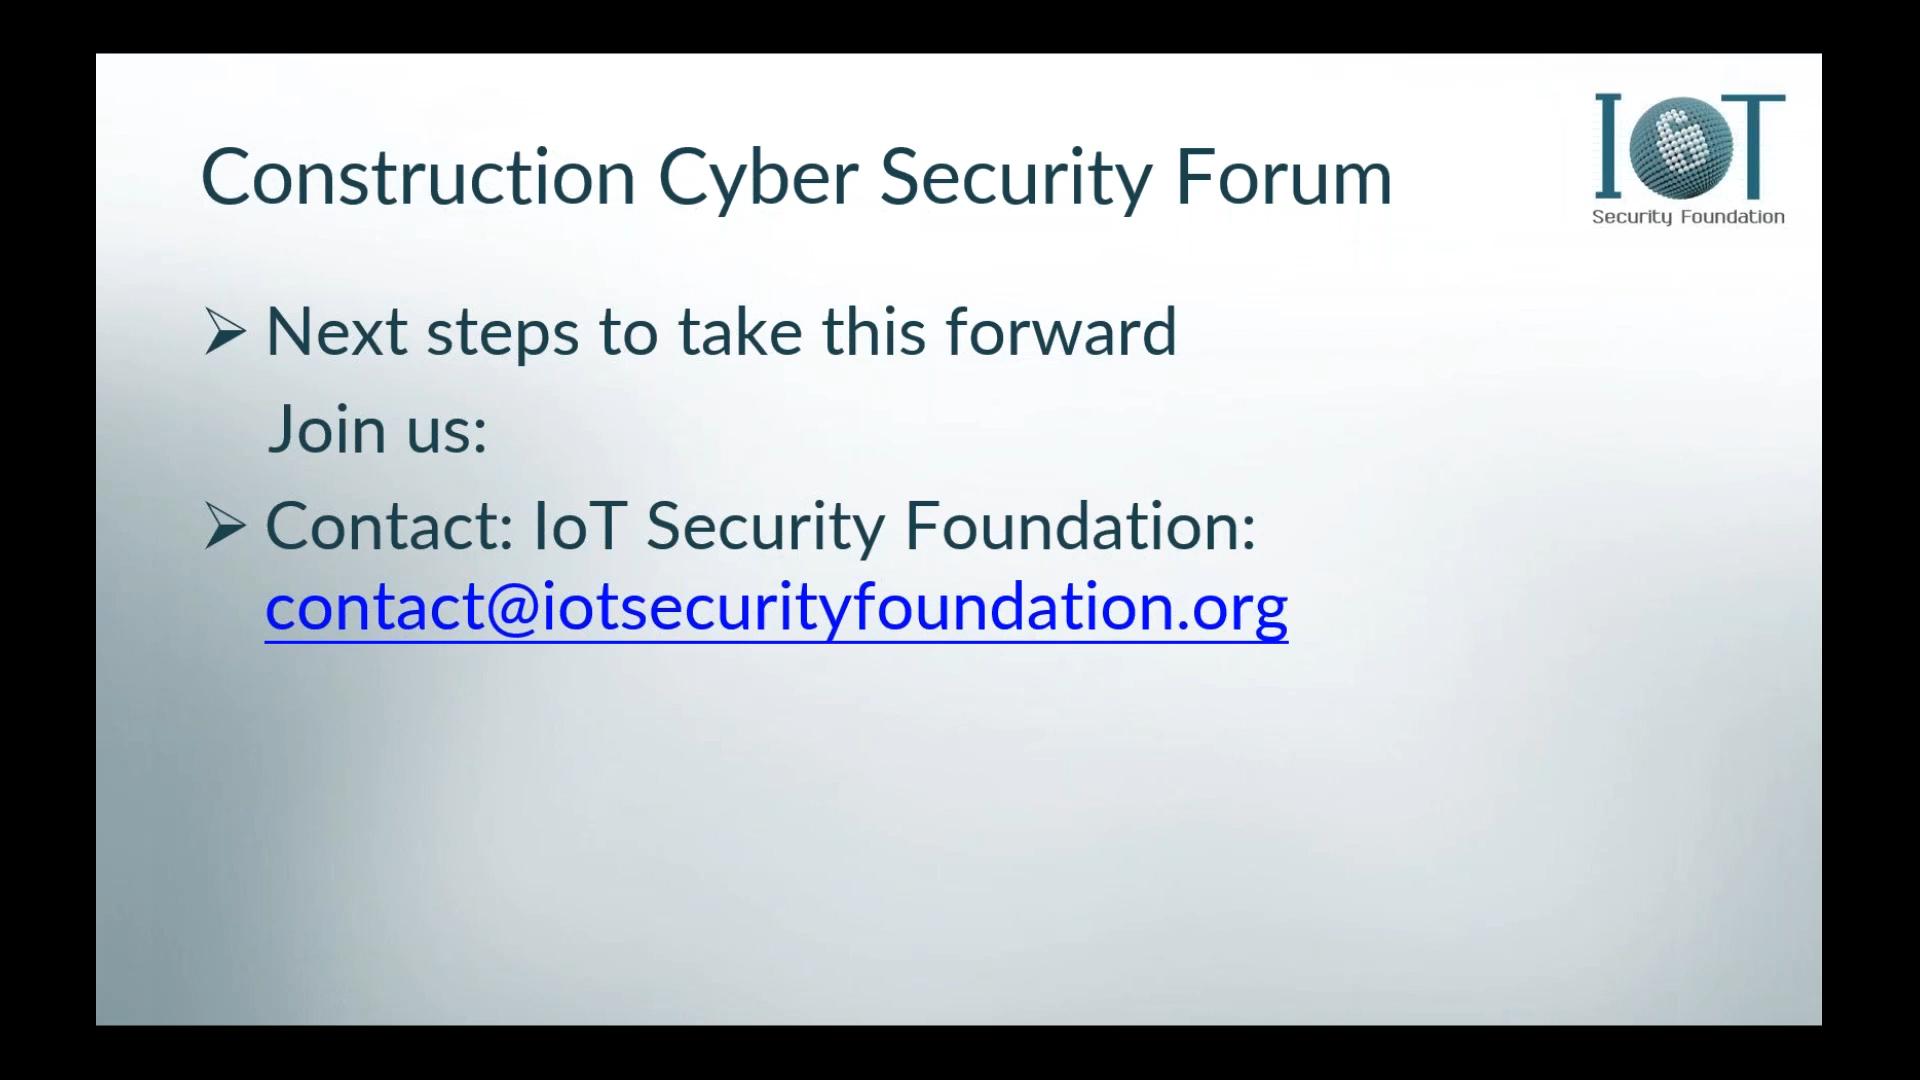 Construction Cyber Security Forum
IoT
Security Foundation
Next steps to take this forward
Join us:
Contact: IoT Security Foundation:
contact@iotsecurityfoundation.org